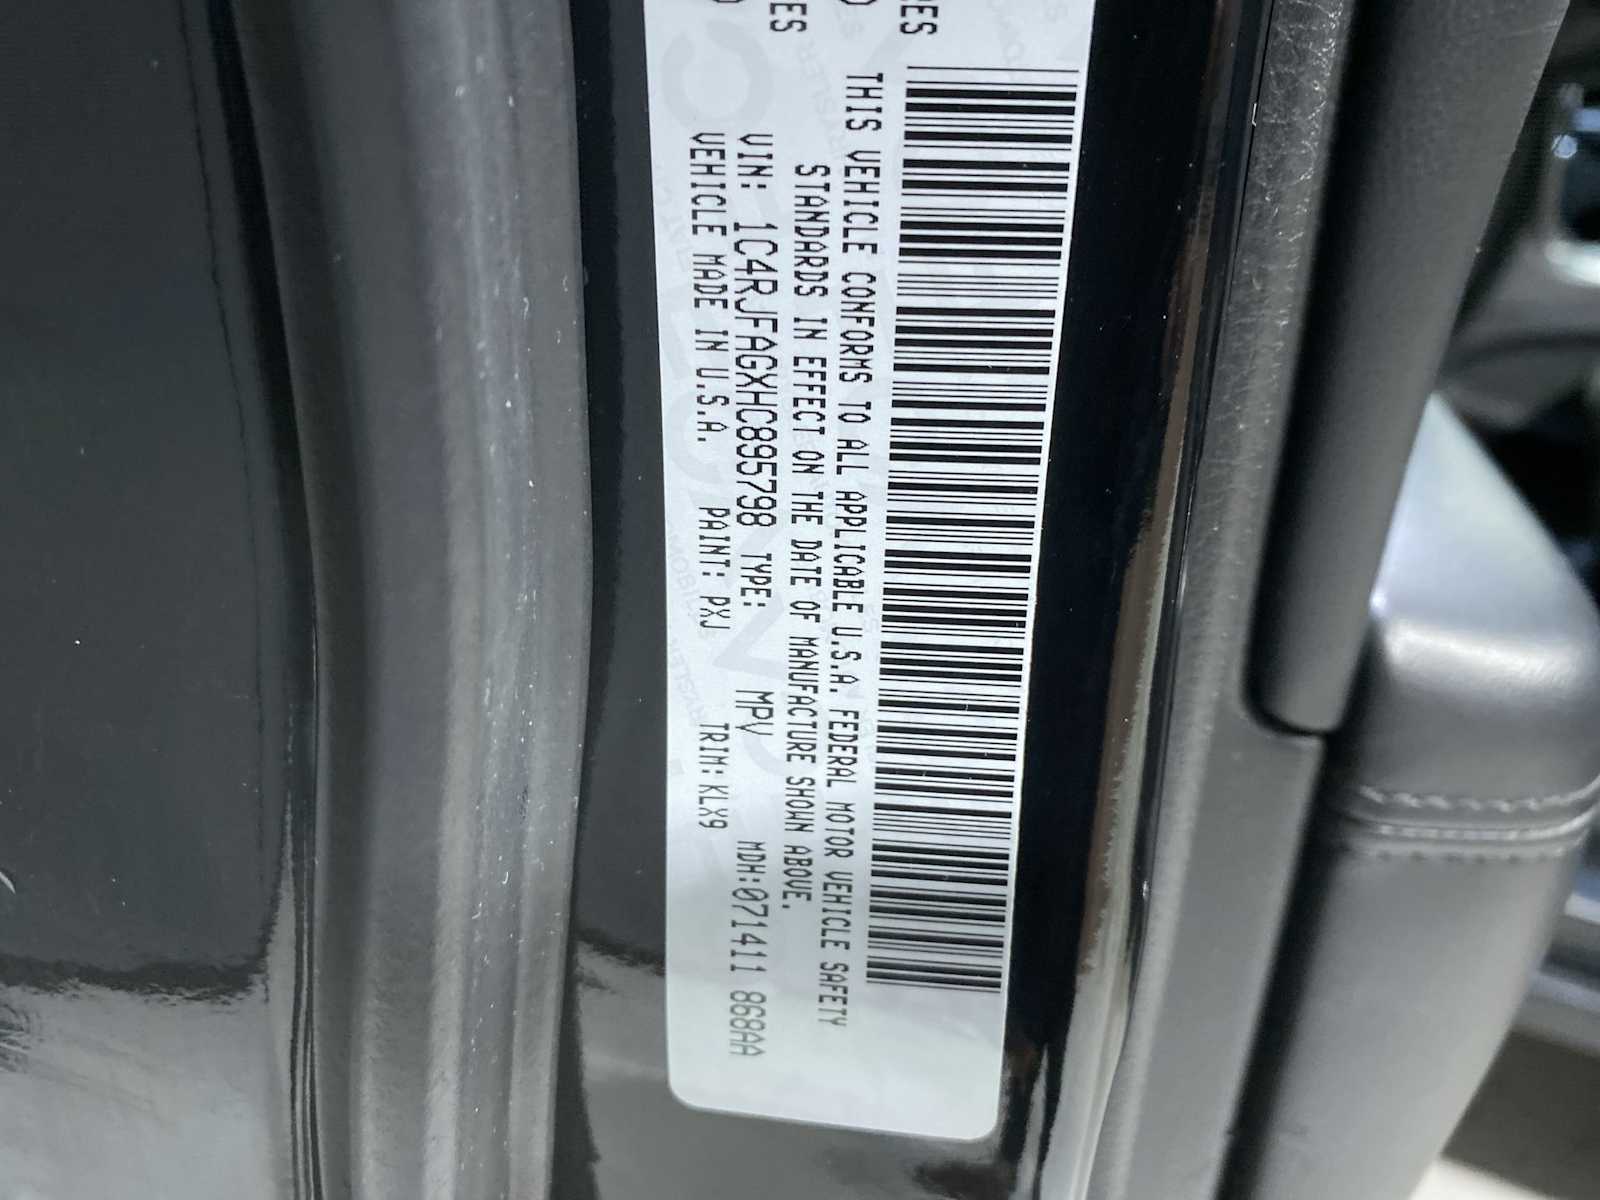 THIS VEHICLE CONFORMS TO ALL APPLICABLE U.S.A. FEDERAL MOTOR VEHICLE SAFETY
STANDARDS IN EFFECT ON THE DATE OF MANUFACTURE SHOWN ABOVE.
VIN: 1C4RJFAGXHC895798 TYPE: MPV MDH:071411 868AA
VEHICLE MADE IN U.S.A. PAINT: PXJ TRIM: KLX9